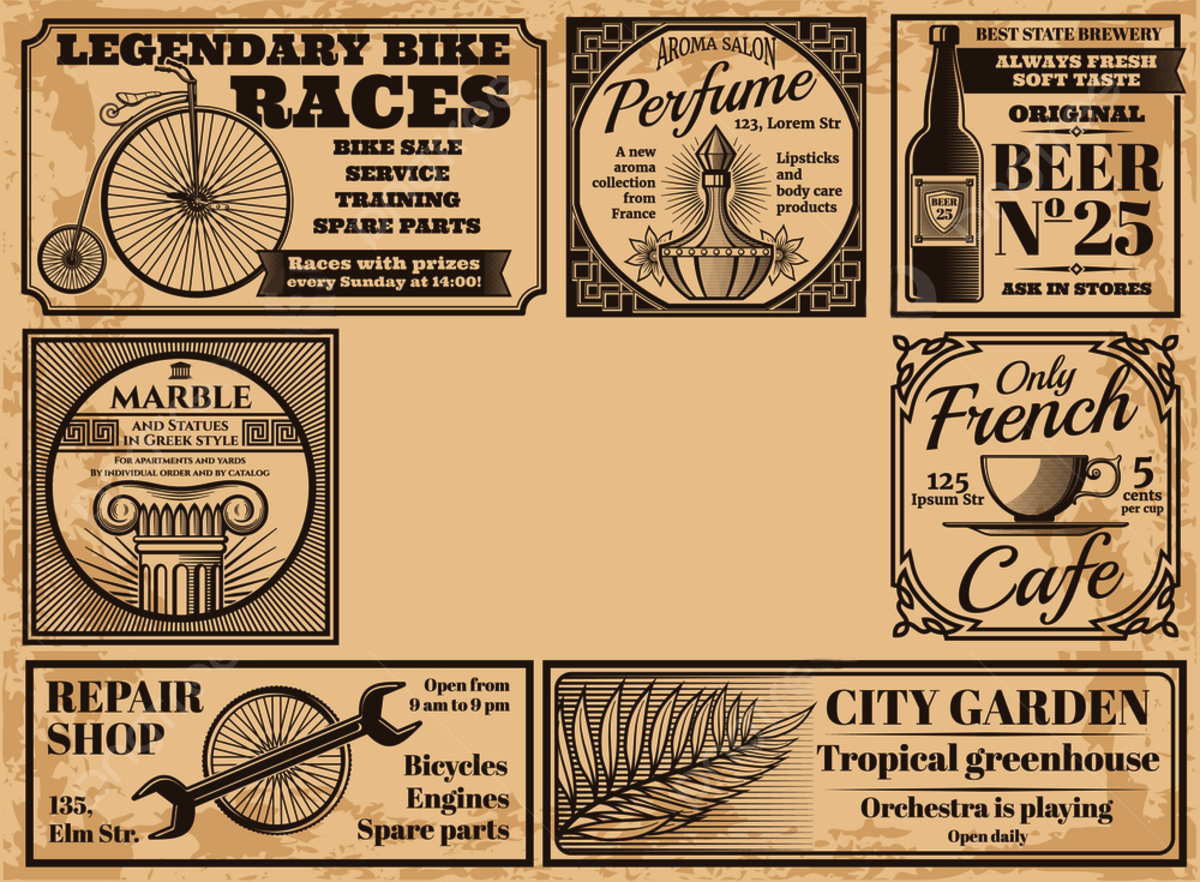 LEGENDARY BIKE
RACES
BIKE SALE
SERVICE
TRAINING
SPARE PARTS
Races with prizes
every Sunday at 14:00!
AROMA SALON
Perfume
123, Lorem Str
A new
aroma
collection
from
France
Lipsticks
and
body care
products
BEST STATE BREWERY
ALWAYS FRESH
SOFT TASTE
ORIGINAL
BEER
Nº25
ASK IN STORES
BEER
25
MARBLE
AND STATUES
IN GREEK STYLE
FOR APARTMENTS AND YARDS
BY INDIVIDUAL ORDER AND BY CATALOG
Only
French
125
Ipsum Str
5
cents
per cup
Cafe
REPAIR
SHOP
135,
Elm Str.
Open from
9 am to 9 pm
Bicycles
Engines
Spare parts
CITY GARDEN
Tropical greenhouse
Orchestra is playing
Open daily